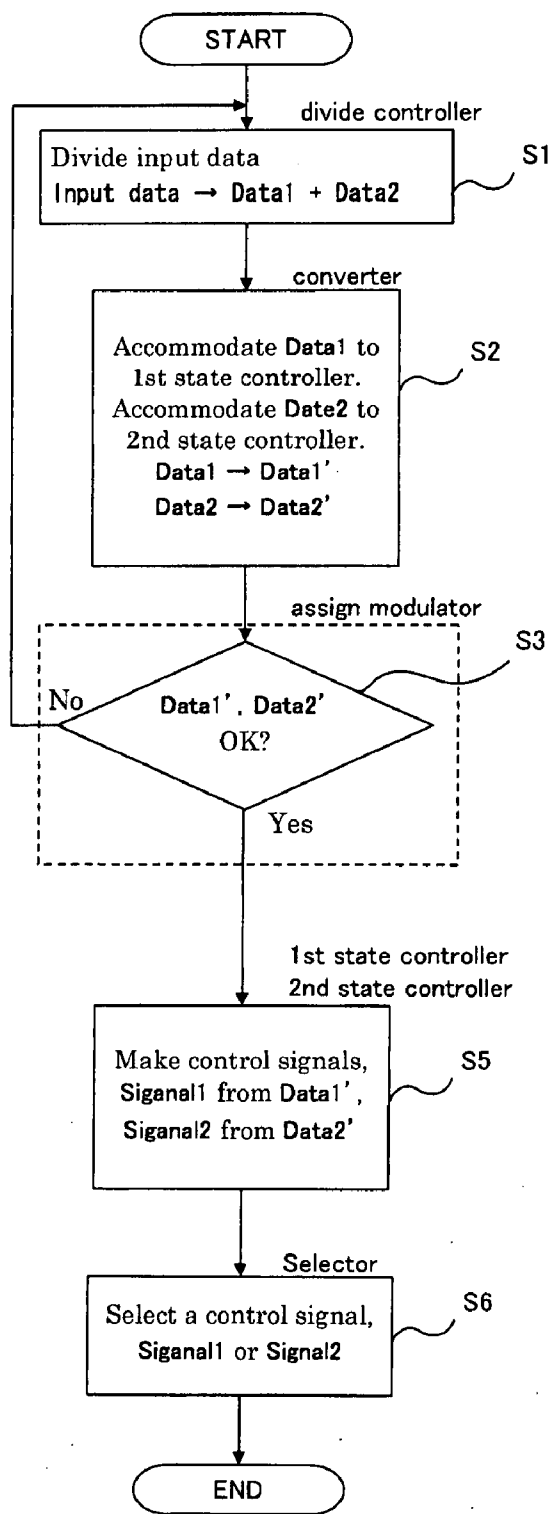 START
divide controller
Divide input data
Input data → Data1 + Data2
S1
converter
Accommodate Data1 to
1st state controller.
Accommodate Date2 to
2nd state controller.
Data1 → Data1'
Data2 → Data2'
S2
assign modulator
S3
No
Data1', Data2'
OK?
Yes
1st state controller
2nd state controller
Make control signals,
Siganal1 from Data1',
Siganal2 from Data2'
S5
Selector
Select a control signal,
Siganal1 or Signal2
S6
END